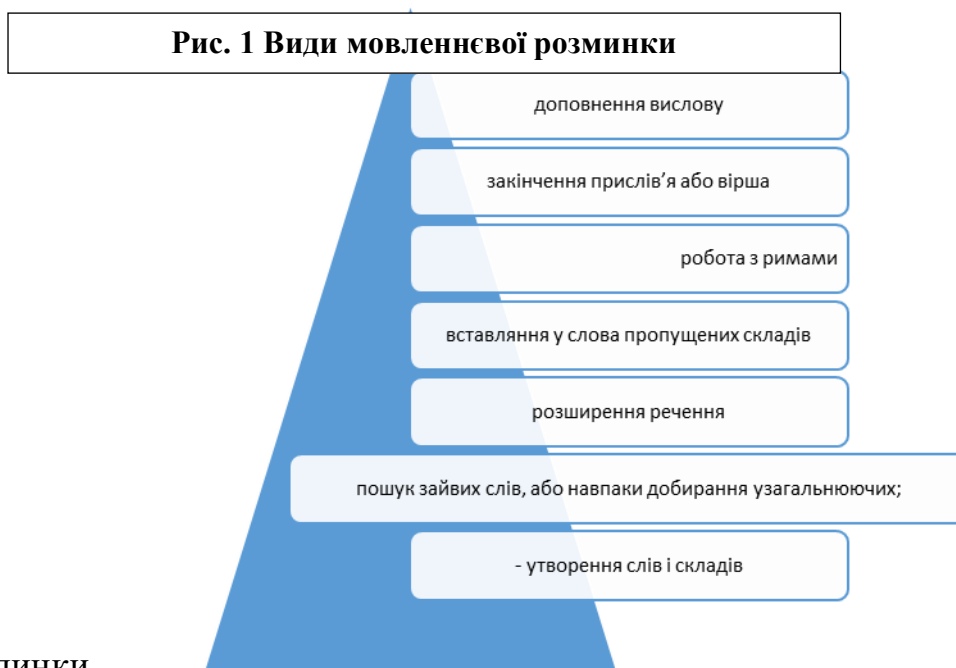 Рис. 1 Види мовленнєвої розминки
доповнення вислову
закінчення прислів’я або вірша
робота з римами
вставляння у слова пропущених складів
розширення речення
пошук зайвих слів, або навпаки добирання узагальнюючих;
- утворення слів і складів